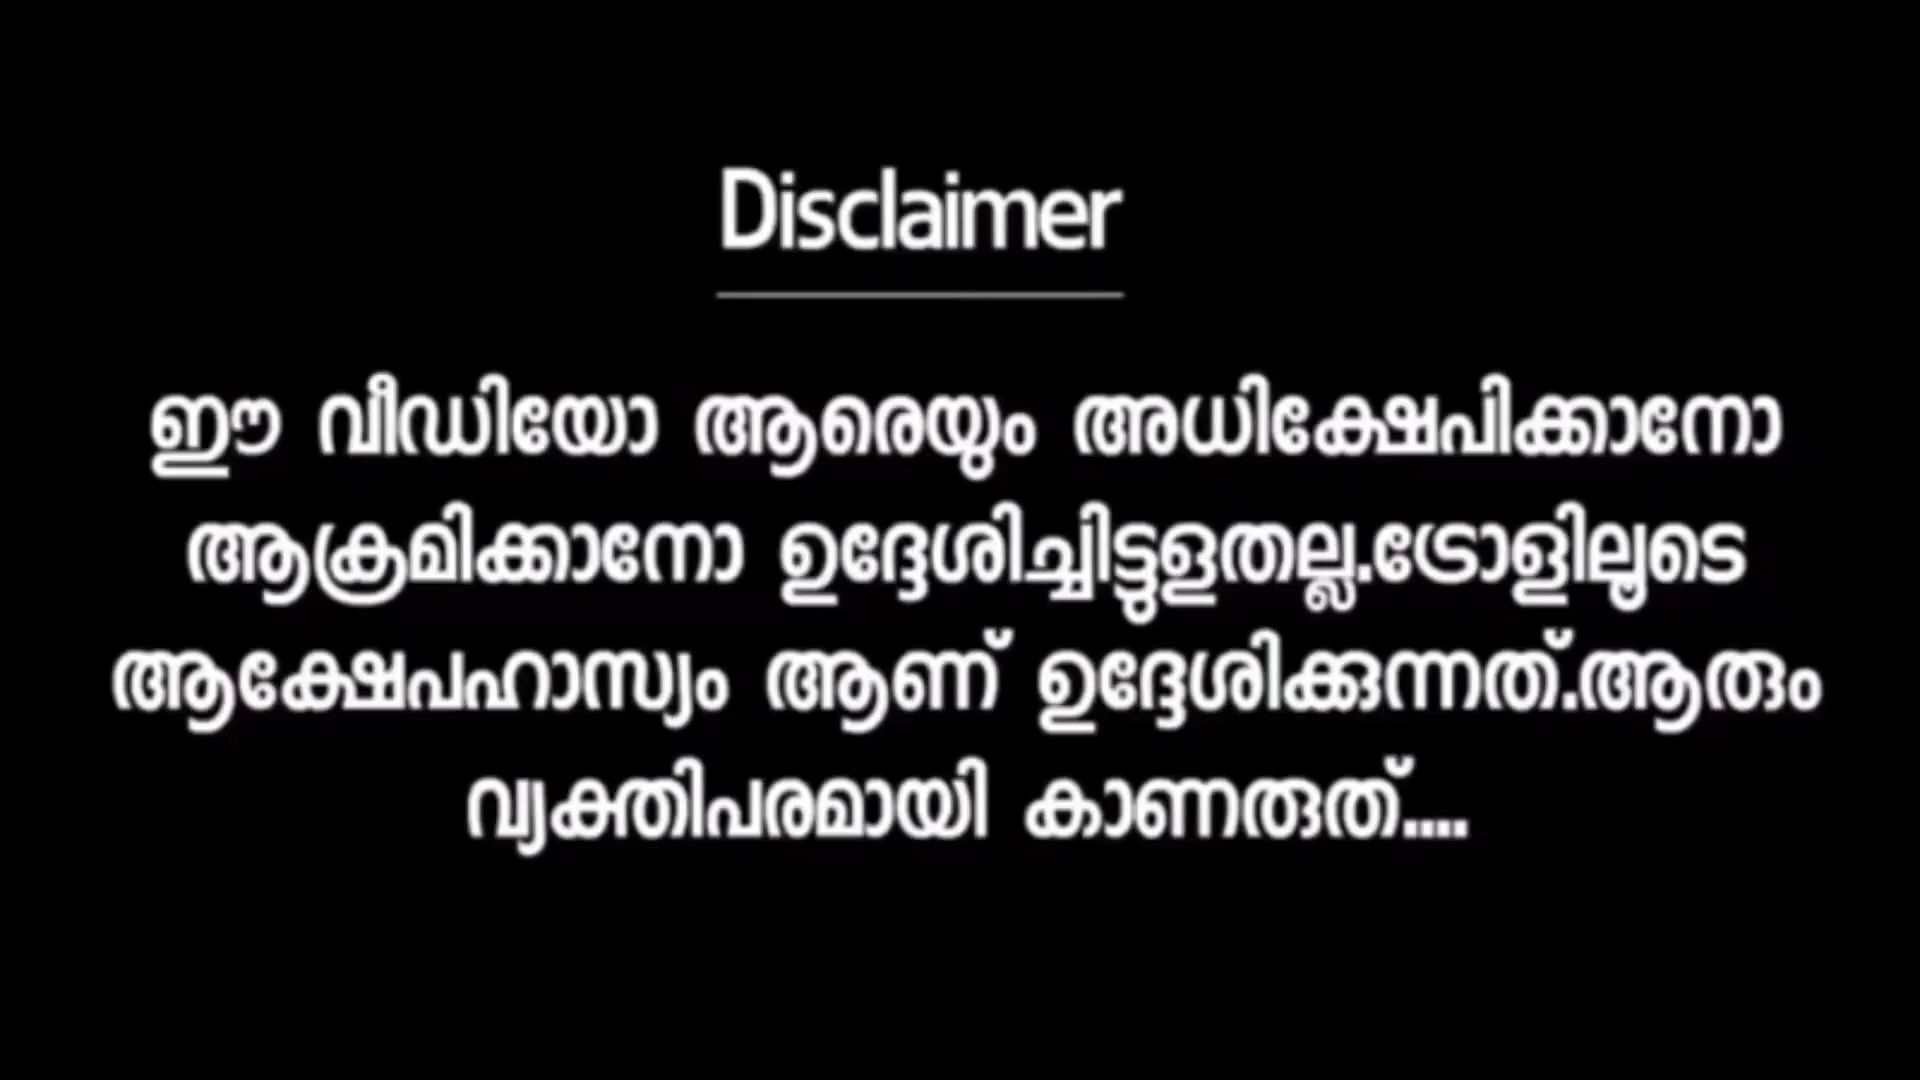 Disclaimer
ഈ വീഡിയോ ആരെയും അധിക്ഷേപിക്കാനോ
ആക്രമിക്കാനോ ഉദ്ദേശിച്ചിട്ടുളതല്ല.ട്രോളിലൂടെ
ആക്ഷേപഹാസ്യം ആണ് ഉദ്ദേശിക്കുന്നത്.ആരും
വ്യക്തിപരമായി കാണരുത്....